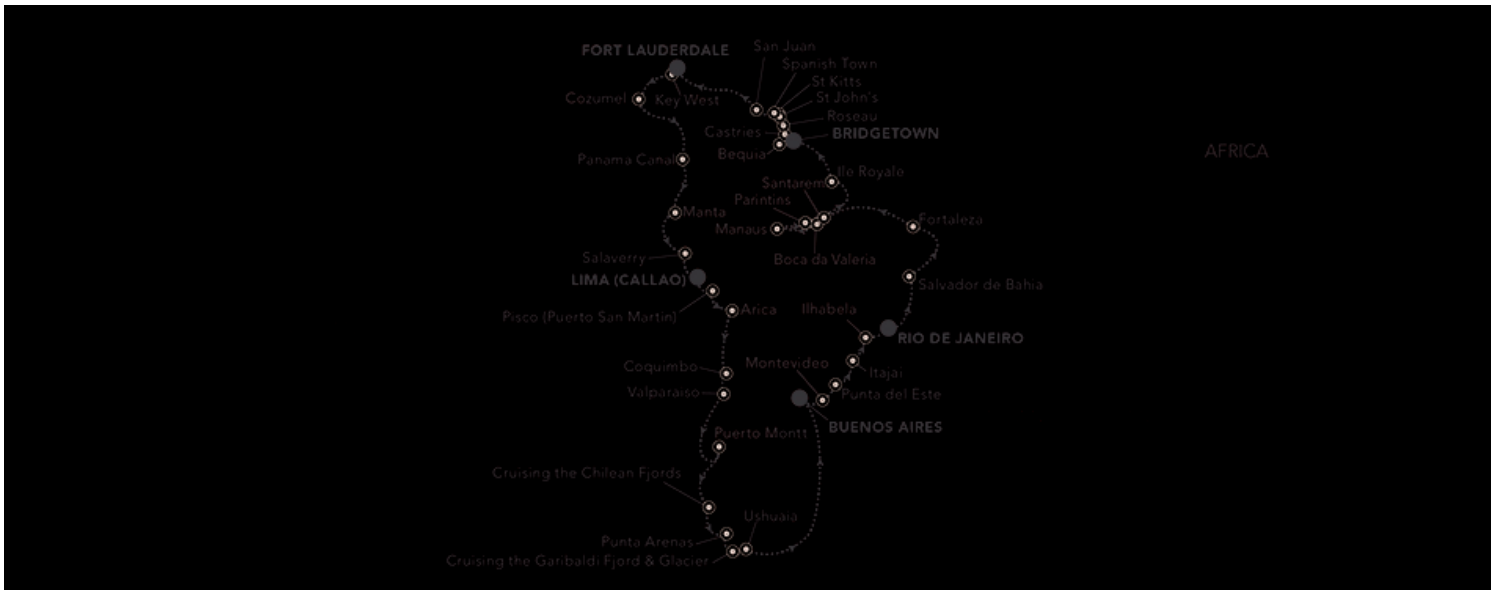 FORT LAUDERDALE
San Juan
Spanish Town
St Kitts
St John's
Roseau
Cozumel
Key West
Castries
BRIDGETOWN
Bequia
AFRICA
Panama Canal
Ile Royale
Santarem
Parintins
Manta
Manaus
Fortaleza
Salaverry
Boca da Valeria
LIMA (CALLAO)
Salvador de Bahia
Pisco (Puerto San Martin)
Arica
Ilhabela
RIO DE JANEIRO
Coquimbo
Montevideo
Itajai
Valparaiso
Punta del Este
BUENOS AIRES
Puerto Montt
Cruising the Chilean Fjords
Ushuaia
Punta Arenas
Cruising the Garibaldi Fjord & Glacier